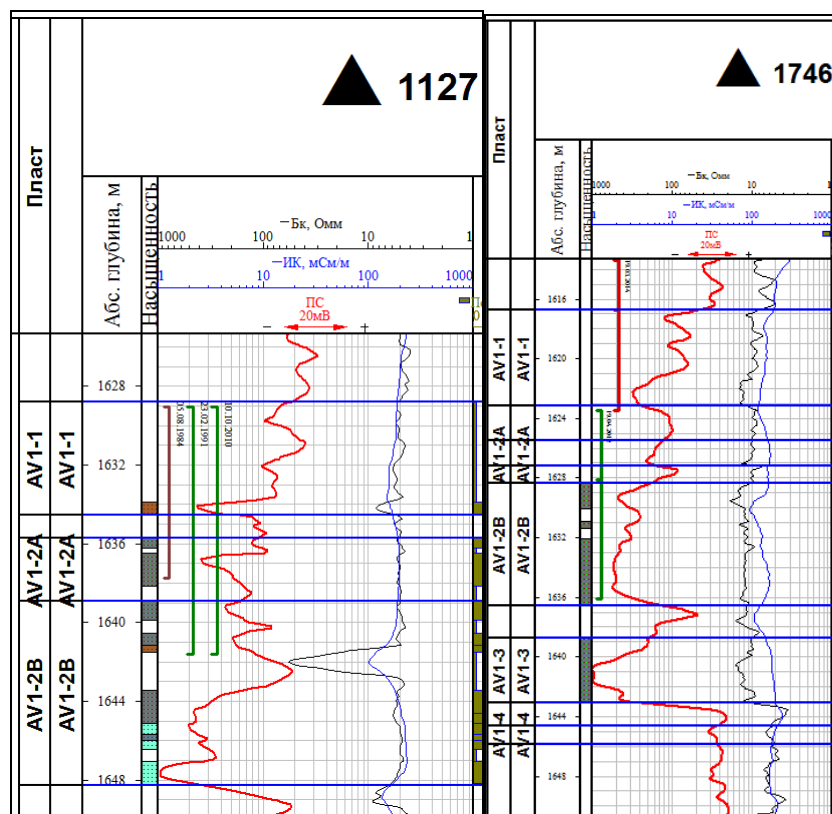 1127
Пласт
Абс. глубина, м
Насыщенность
Бк, Омм
1000 100 10 1
ИК, мСм/м
1 10 100 1000
ПС
20мВ
− +
1628
1632
1636
1640
1644
1648
AV1-1 AV1-1
AV1-2A AV1-2A
AV1-2B AV1-2B
05.08.1984
23.02.1991
10.10.2010
1746
Пласт
Абс. глубина, м
Насыщенность
Бк, Омм
1000 100 10 1
ИК, мСм/м
1 10 100 1000
ПС
20мВ
− +
1616
1620
1624
1628
1632
1636
1640
1644
1648
AV1-1 AV1-1
AV1-2A AV1-2A
AV1-2B AV1-2B
AV1-3 AV1-3
AV1-4 AV1-4